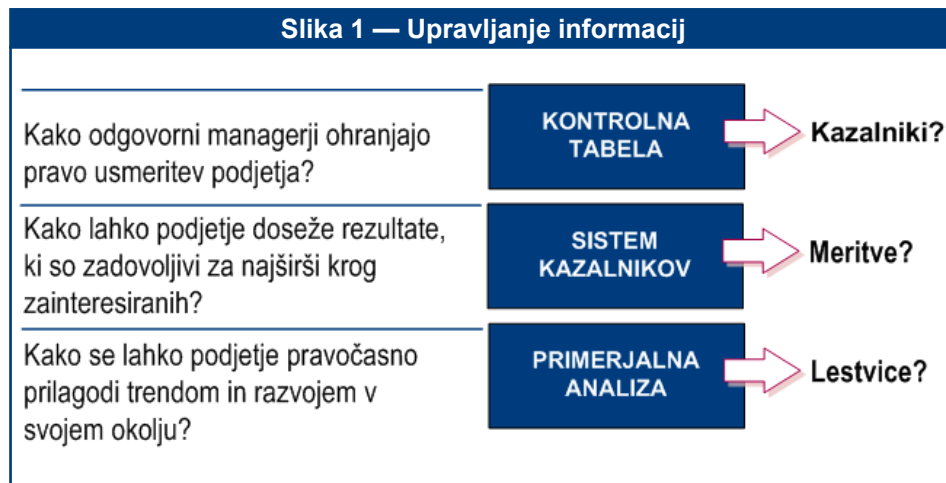 Slika 1 — Upravljanje informacij
Kako odgovorni managerji ohranjajo
pravo usmeritev podjetja?
KONTROLNA
TABELA
Kazalniki?
Kako lahko podjetje doseže rezultate,
ki so zadovoljivi za najširši krog
zainteresiranih?
SISTEM
KAZALNIKOV
Meritve?
Kako se lahko podjetje pravočasno
prilagodi trendom in razvojem v
svojem okolju?
PRIMERJALNA
ANALIZA
Lestvice?